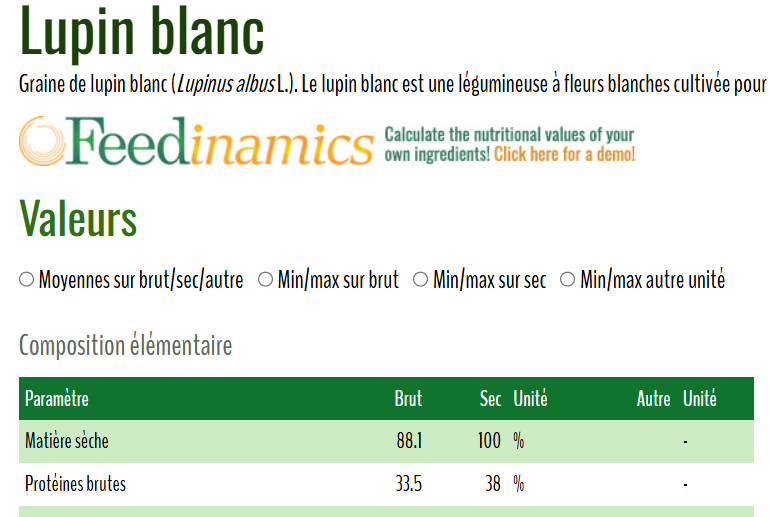 Lupin blanc
Graine de lupin blanc (Lupinus albus L.). Le lupin blanc est une légumineuse à fleurs blanches cultivée pour
Feedinamics Calculate the nutritional values of your
own ingredients! Click here for a demo!
Valeurs
Moyennes sur brut/sec/autre Min/max sur brut Min/max sur sec Min/max autre unité
Composition élémentaire
Paramètre Brut Sec Unité Autre Unité
Matière sèche 88.1 100 % -
Protéines brutes 33.5 38 % -